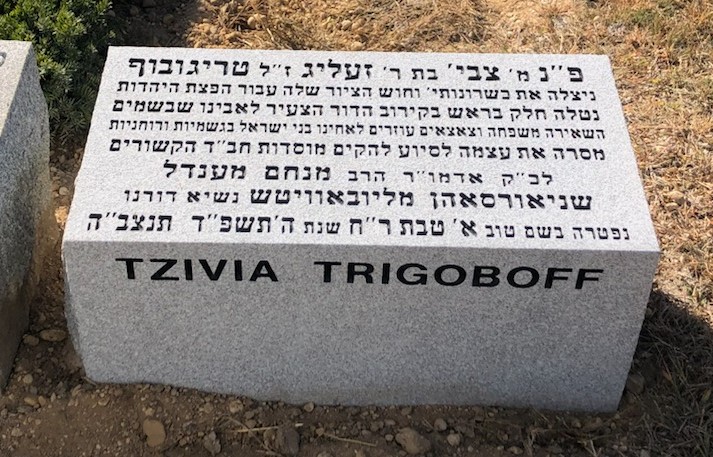 פ״נ מ׳ צבי׳ בת ר׳ זעליג ז״ל טריגובוף
ניצלה את כשרונותי׳ וחוש הציור שלה עבור הפצת היהדות
נטלה חלק בראש בקירוב הדור הצעיר לאבינו שבשמים
השאירה משפחה וצאצאים עוזרים לאחינו בני ישראל בגשמיות ורוחניות
מסרה את עצמה לסיוע להקים מוסדות חב״ד הקשורים
לכ״ק אדמו״ר הרב מנחם מענדל
שניאורסאהן מליובאוויטש נשיא דורנו
נפטרה בשם טוב א׳ טבת ר״ח שנת ה׳תשפ״ד תנצב״ה
TZIVIA TRIGOBOFF